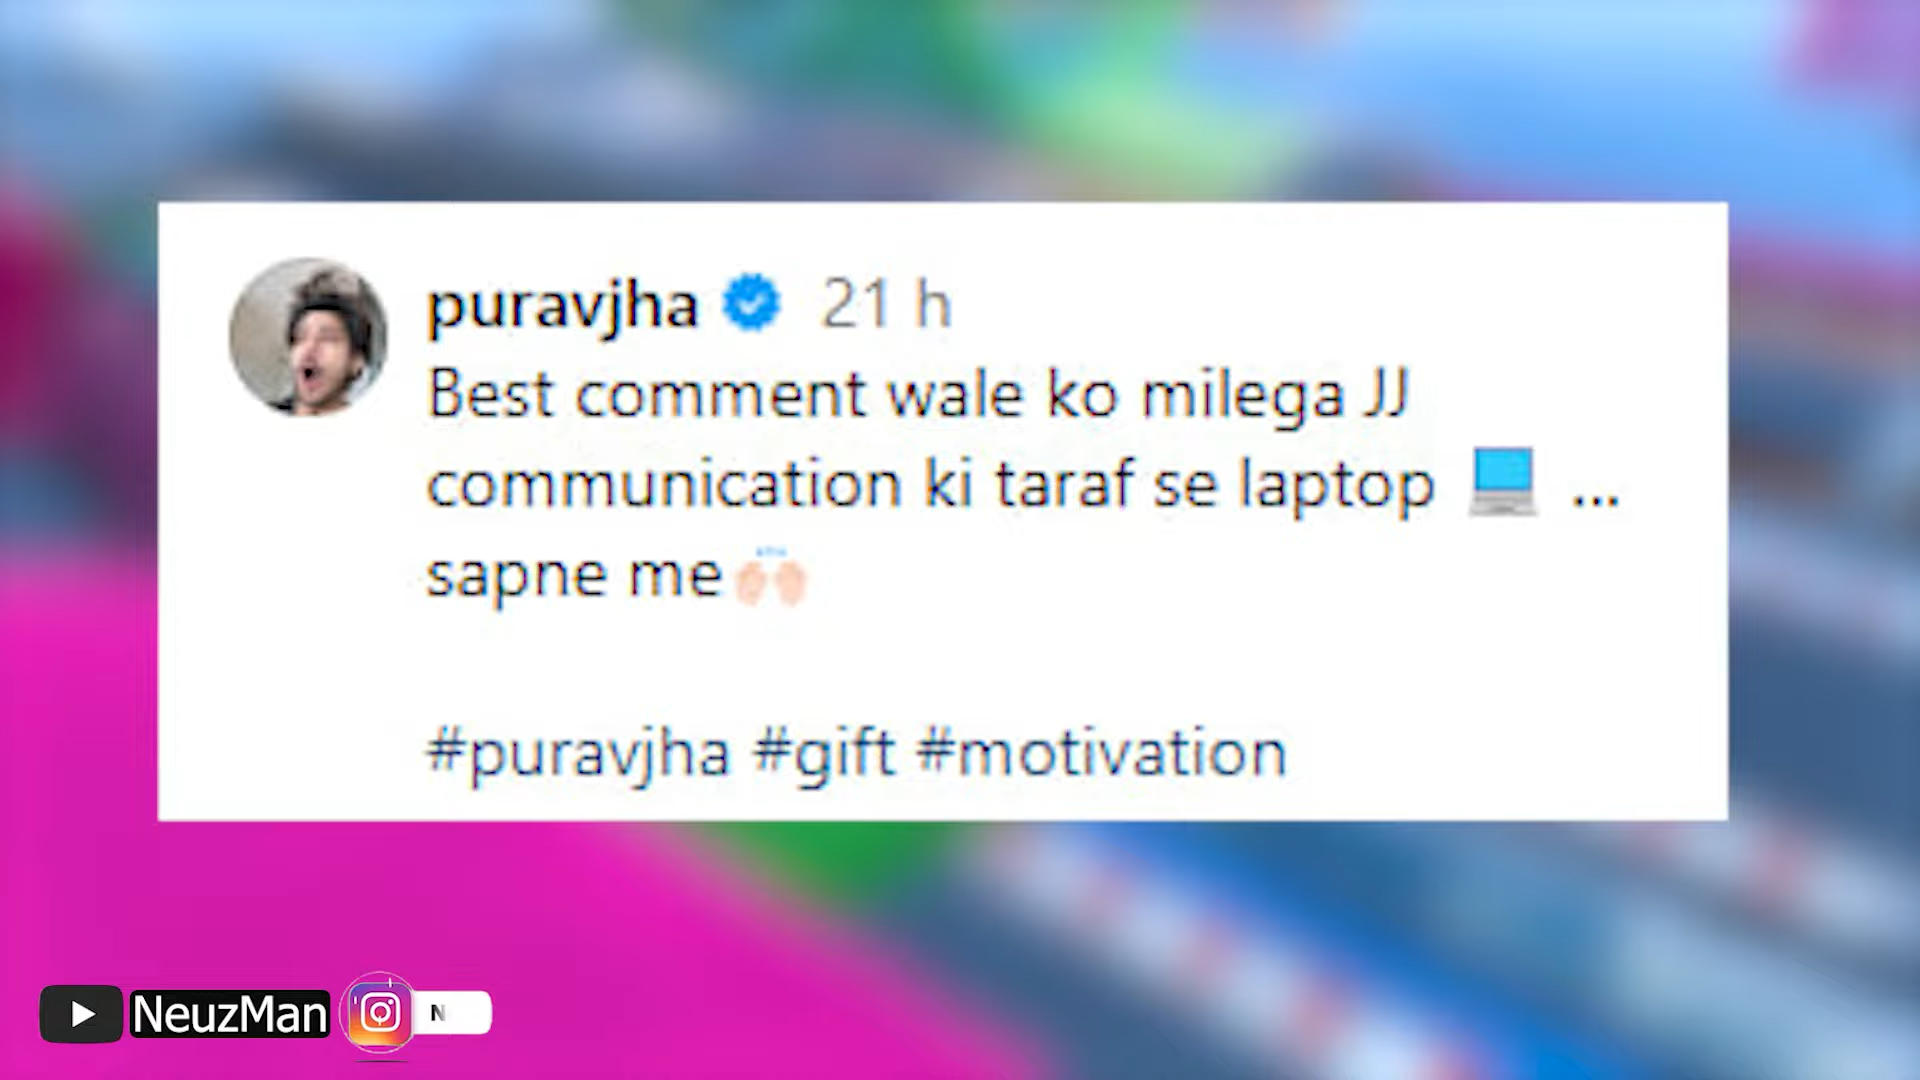 puravjha 21 h
Best comment wale ko milega JJ
communication ki taraf se laptop 💻 ...
sapne me🙌🏻
#puravjha #gift #motivation
NeuzMan N